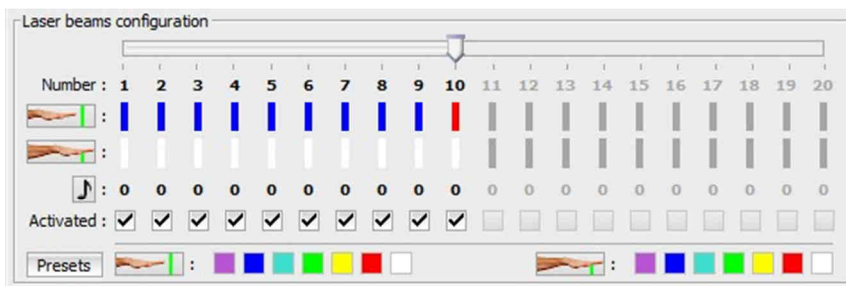 Laser beams configuration
Number : 1 2 3 4 5 6 7 8 9 10 11 12 13 14 15 16 17 18 19 20
:
:
♪ : 0 0 0 0 0 0 0 0 0 0 0 0 0 0 0 0 0 0 0 0
Activated :
Presets : :